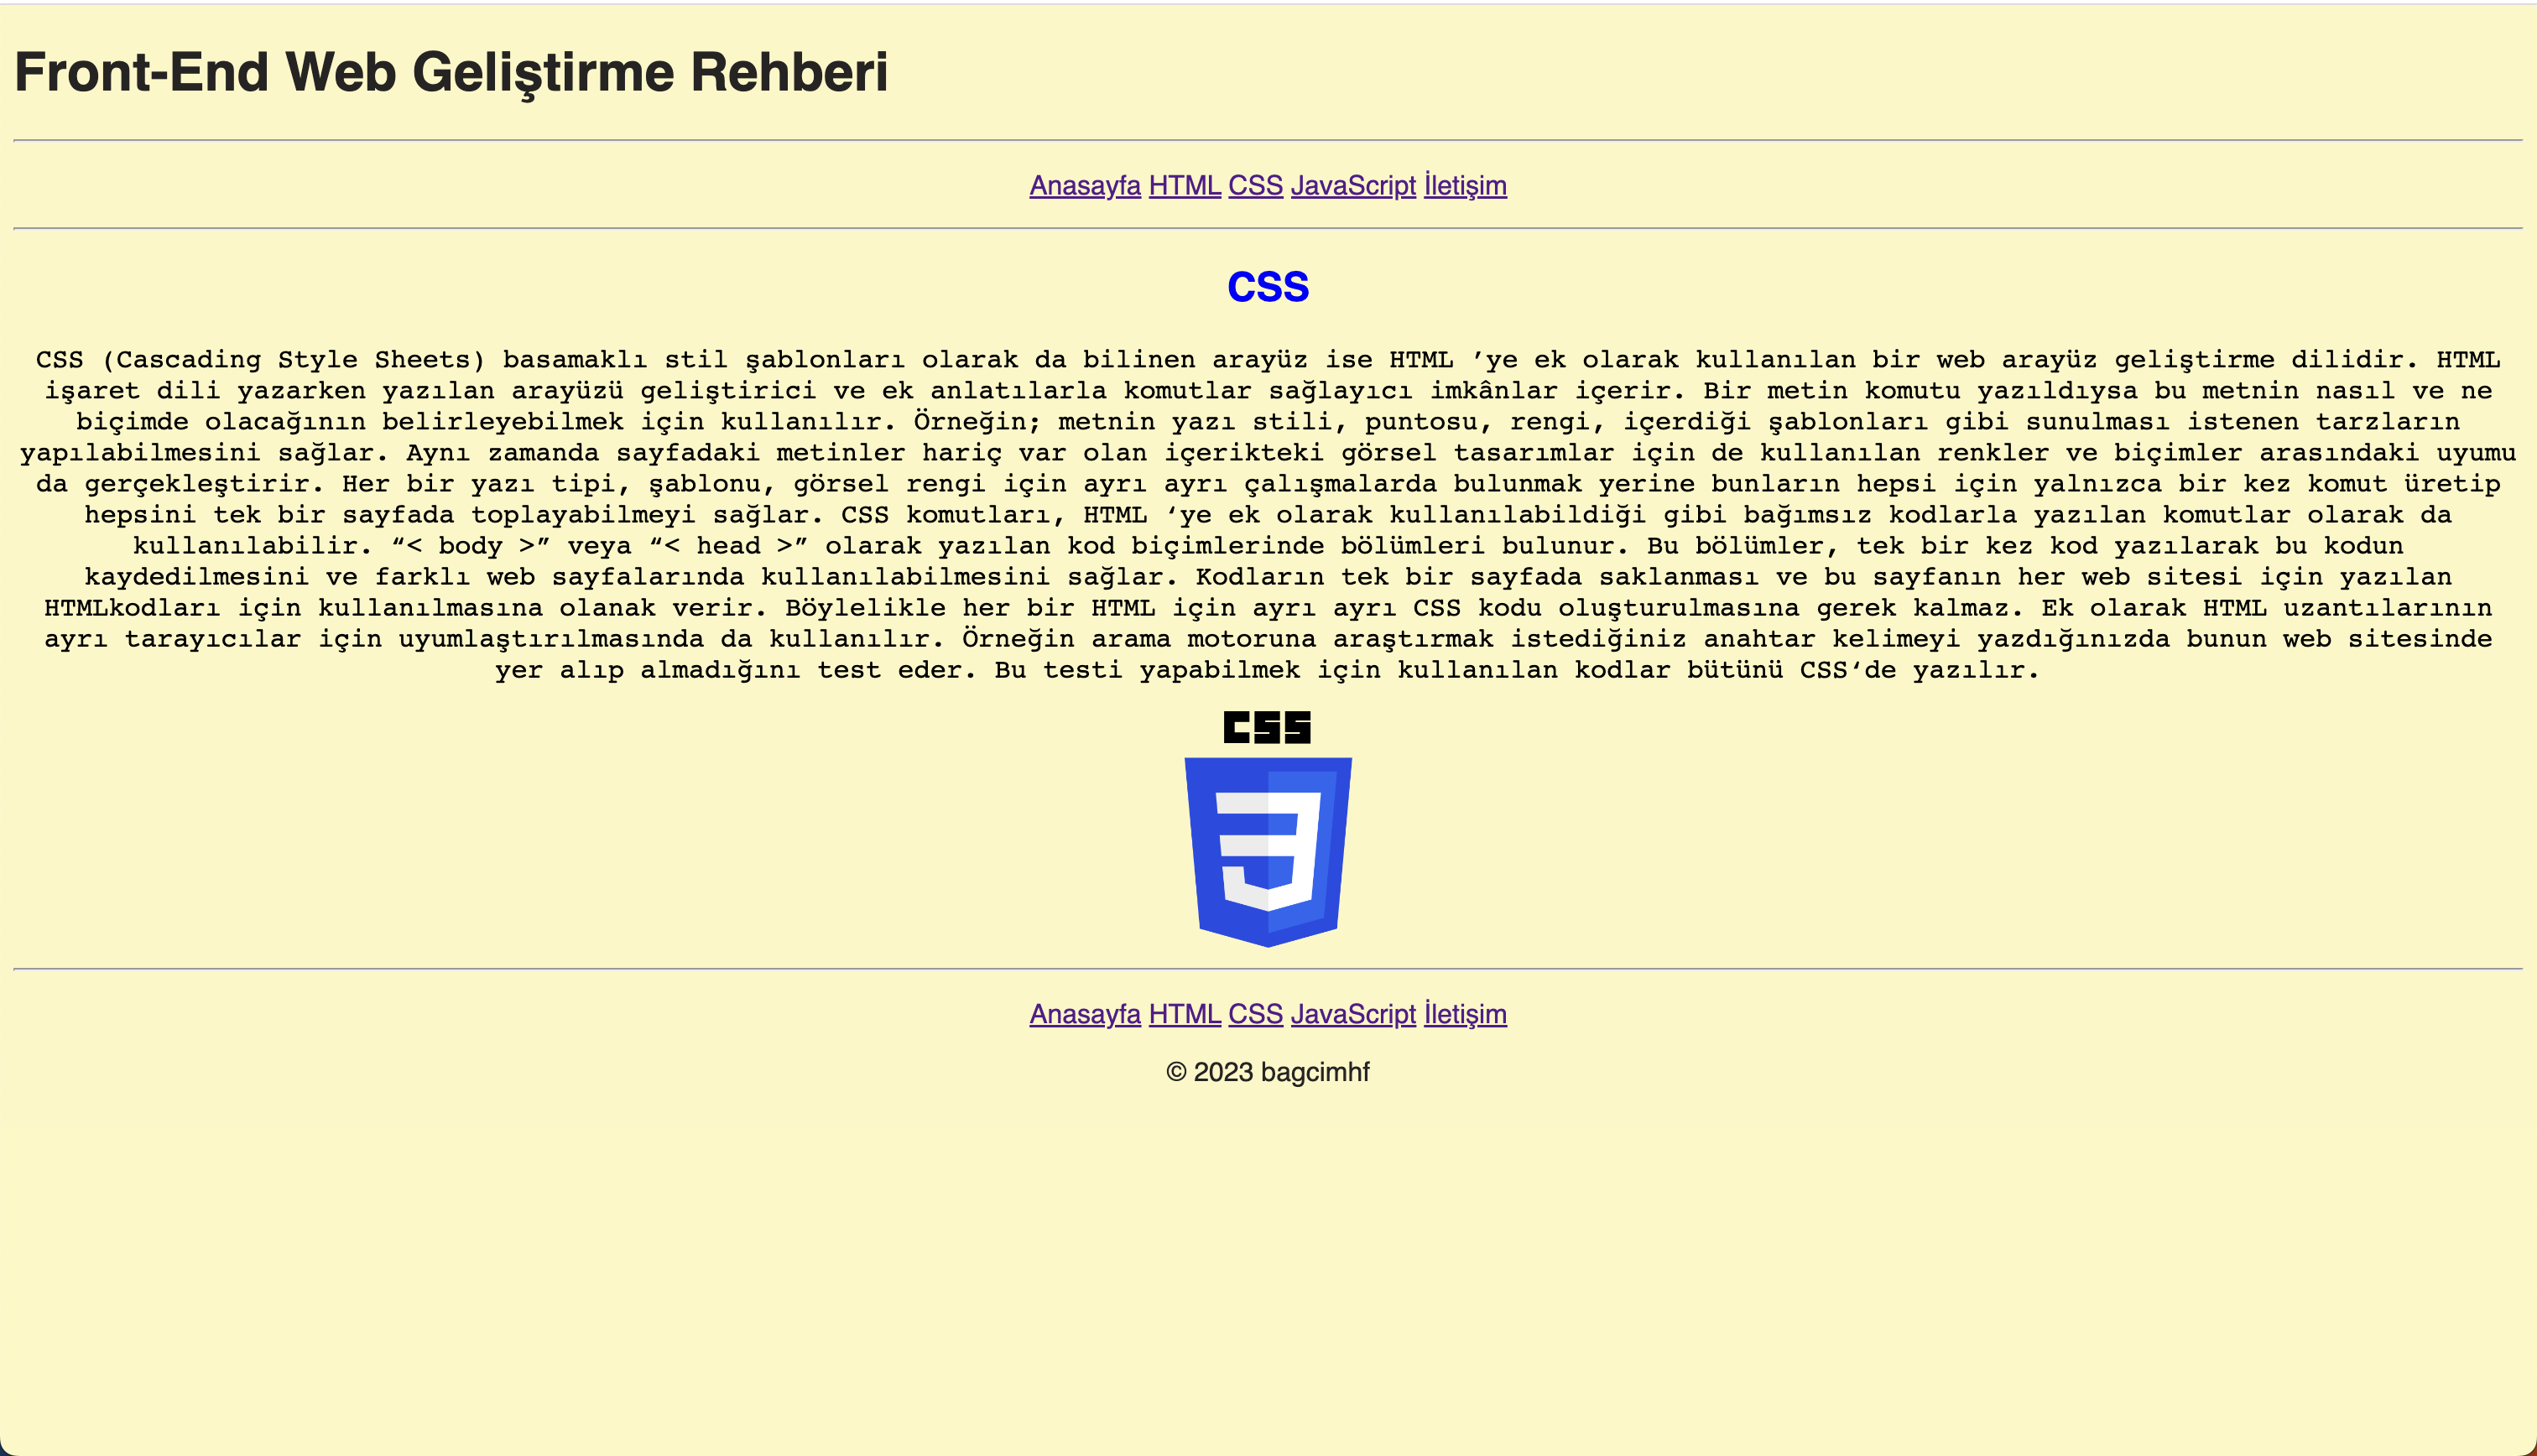 Front-End Web Geliştirme Rehberi
Anasayfa HTML CSS JavaScript İletişim
CSS
CSS (Cascading Style Sheets) basamaklı stil şablonları olarak da bilinen arayüz ise HTML ’ye ek olarak kullanılan bir web arayüz geliştirme dilidir. HTML
işaret dili yazarken yazılan arayüzü geliştirici ve ek anlatılarla komutlar sağlayıcı imkânlar içerir. Bir metin komutu yazıldıysa bu metnin nasıl ve ne
biçimde olacağının belirleyebilmek için kullanılır. Örneğin; metnin yazı stili, puntosu, rengi, içerdiği şablonları gibi sunulması istenen tarzların
yapılabilmesini sağlar. Aynı zamanda sayfadaki metinler hariç var olan içerikteki görsel tasarımlar için de kullanılan renkler ve biçimler arasındaki uyumu
da gerçekleştirir. Her bir yazı tipi, şablonu, görsel rengi için ayrı ayrı çalışmalarda bulunmak yerine bunların hepsi için yalnızca bir kez komut üretip
hepsini tek bir sayfada toplayabilmeyi sağlar. CSS komutları, HTML ‘ye ek olarak kullanılabildiği gibi bağımsız kodlarla yazılan komutlar olarak da
kullanılabilir. “< body >” veya “< head >” olarak yazılan kod biçimlerinde bölümleri bulunur. Bu bölümler, tek bir kez kod yazılarak bu kodun
kaydedilmesini ve farklı web sayfalarında kullanılabilmesini sağlar. Kodların tek bir sayfada saklanması ve bu sayfanın her web sitesi için yazılan
HTMLkodları için kullanılmasına olanak verir. Böylelikle her bir HTML için ayrı ayrı CSS kodu oluşturulmasına gerek kalmaz. Ek olarak HTML uzantılarının
ayrı tarayıcılar için uyumlaştırılmasında da kullanılır. Örneğin arama motoruna araştırmak istediğiniz anahtar kelimeyi yazdığınızda bunun web sitesinde
yer alıp almadığını test eder. Bu testi yapabilmek için kullanılan kodlar bütünü CSS‘de yazılır.
CSS
3
Anasayfa HTML CSS JavaScript İletişim
© 2023 bagcimhf